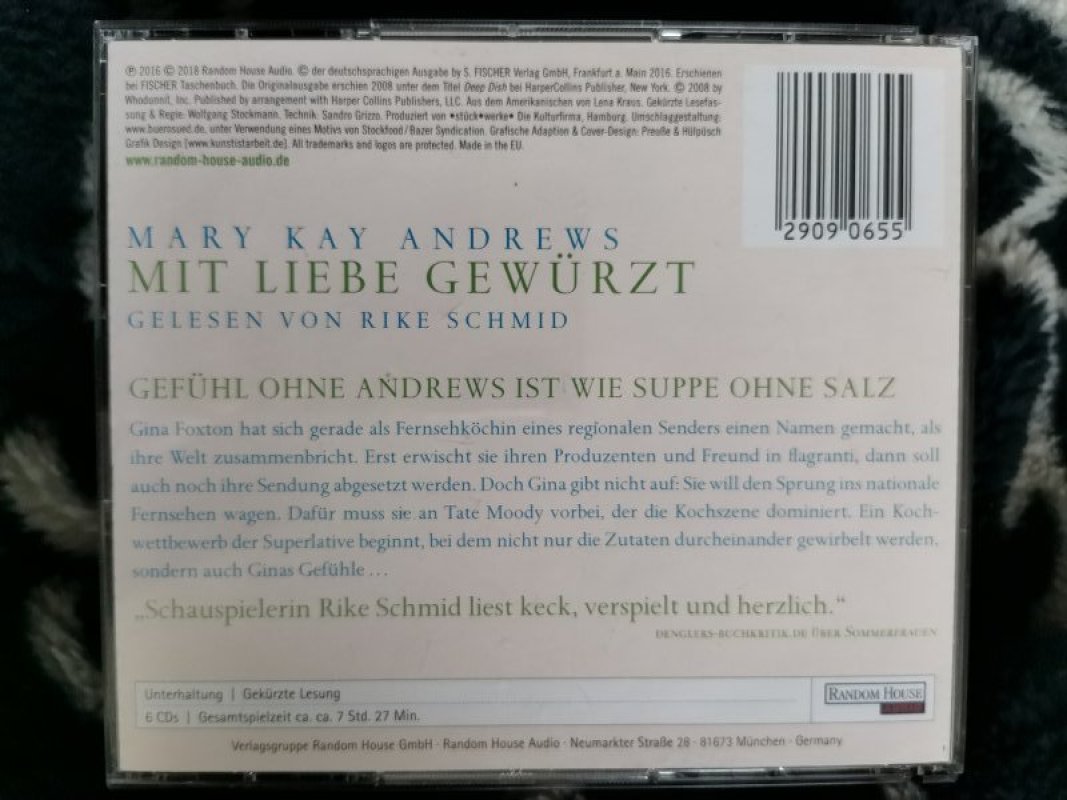 ℗ 2016 © 2018 Random House Audio. © der deutschsprachigen Ausgabe by S. FISCHER Verlag GmbH, Frankfurt a. Main 2016. Erschienen
bei FISCHER Taschenbuch. Die Originalausgabe erschien 2008 unter dem Titel Deep Dish bei HarperCollins Publisher, New York. © 2008 by
Whodunnit, Inc. Published by arrangement with Harper Collins Publishers, LLC. Aus dem Amerikanischen von Lena Kraus. Gekürzte Lesefas-
sung & Regie: Wolfgang Stockmann. Technik: Sandro Grizzo. Produziert von •stück•werke• Die Kulturfirma, Hamburg. Umschlaggestaltung:
www.buerosued.de, unter Verwendung eines Motivs von Stockfood / Bazer Syndication. Grafische Adaption & Cover-Design: Preuße & Hülpüsch
Grafik Design [www.kunstistarbeit.de]. All trademarks and logos are protected. Made in the EU.
www.random-house-audio.de
2909 0655
MARY KAY ANDREWS
MIT LIEBE GEWÜRZT
GELESEN VON RIKE SCHMID
GEFÜHL OHNE ANDREWS IST WIE SUPPE OHNE SALZ
Gina Foxton hat sich gerade als Fernsehköchin eines regionalen Senders einen Namen gemacht, als
ihre Welt zusammenbricht. Erst erwischt sie ihren Produzenten und Freund in flagranti, dann soll
auch noch ihre Sendung abgesetzt werden. Doch Gina gibt nicht auf: Sie will den Sprung ins nationale
Fernsehen wagen. Dafür muss sie an Tate Moody vorbei, der die Kochszene dominiert. Ein Koch-
wettbewerb der Superlative beginnt, bei dem nicht nur die Zutaten durcheinander gewirbelt werden,
sondern auch Ginas Gefühle …
„Schauspielerin Rike Schmid liest keck, verspielt und herzlich.“
DENGLERS-BUCHKRITIK.DE ÜBER SOMMERFRAUEN
Unterhaltung | Gekürzte Lesung
6 CDs | Gesamtspielzeit ca. ca. 7 Std. 27 Min.
RANDOM HOUSE
AUDIO
Verlagsgruppe Random House GmbH · Random House Audio · Neumarkter Straße 28 · 81673 München · Germany